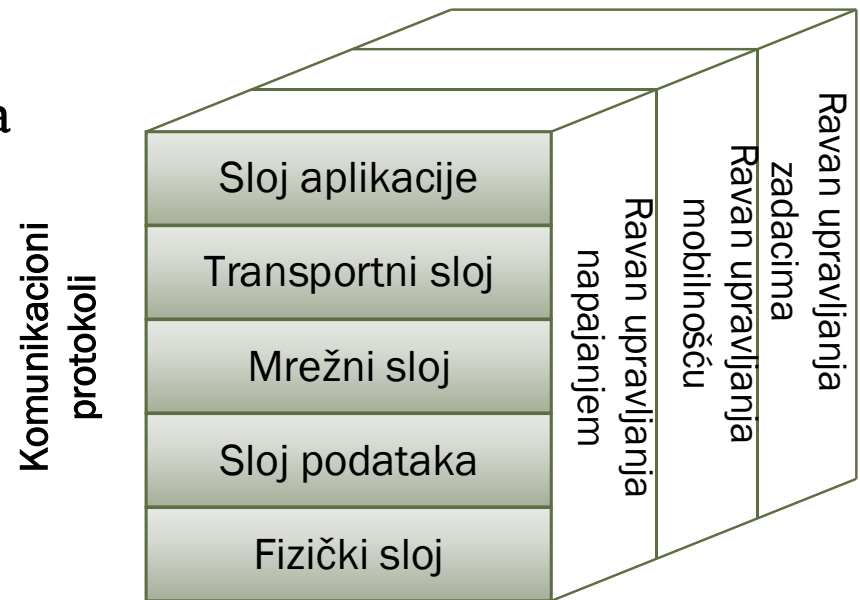 a
Komunikacioni
protokoli
Sloj aplikacije
Transportni sloj
Mrežni sloj
Sloj podataka
Fizički sloj
Ravan upravljanja
napajanjem
Ravan upravljanja
mobilnošću
Ravan upravljanja
zadacima